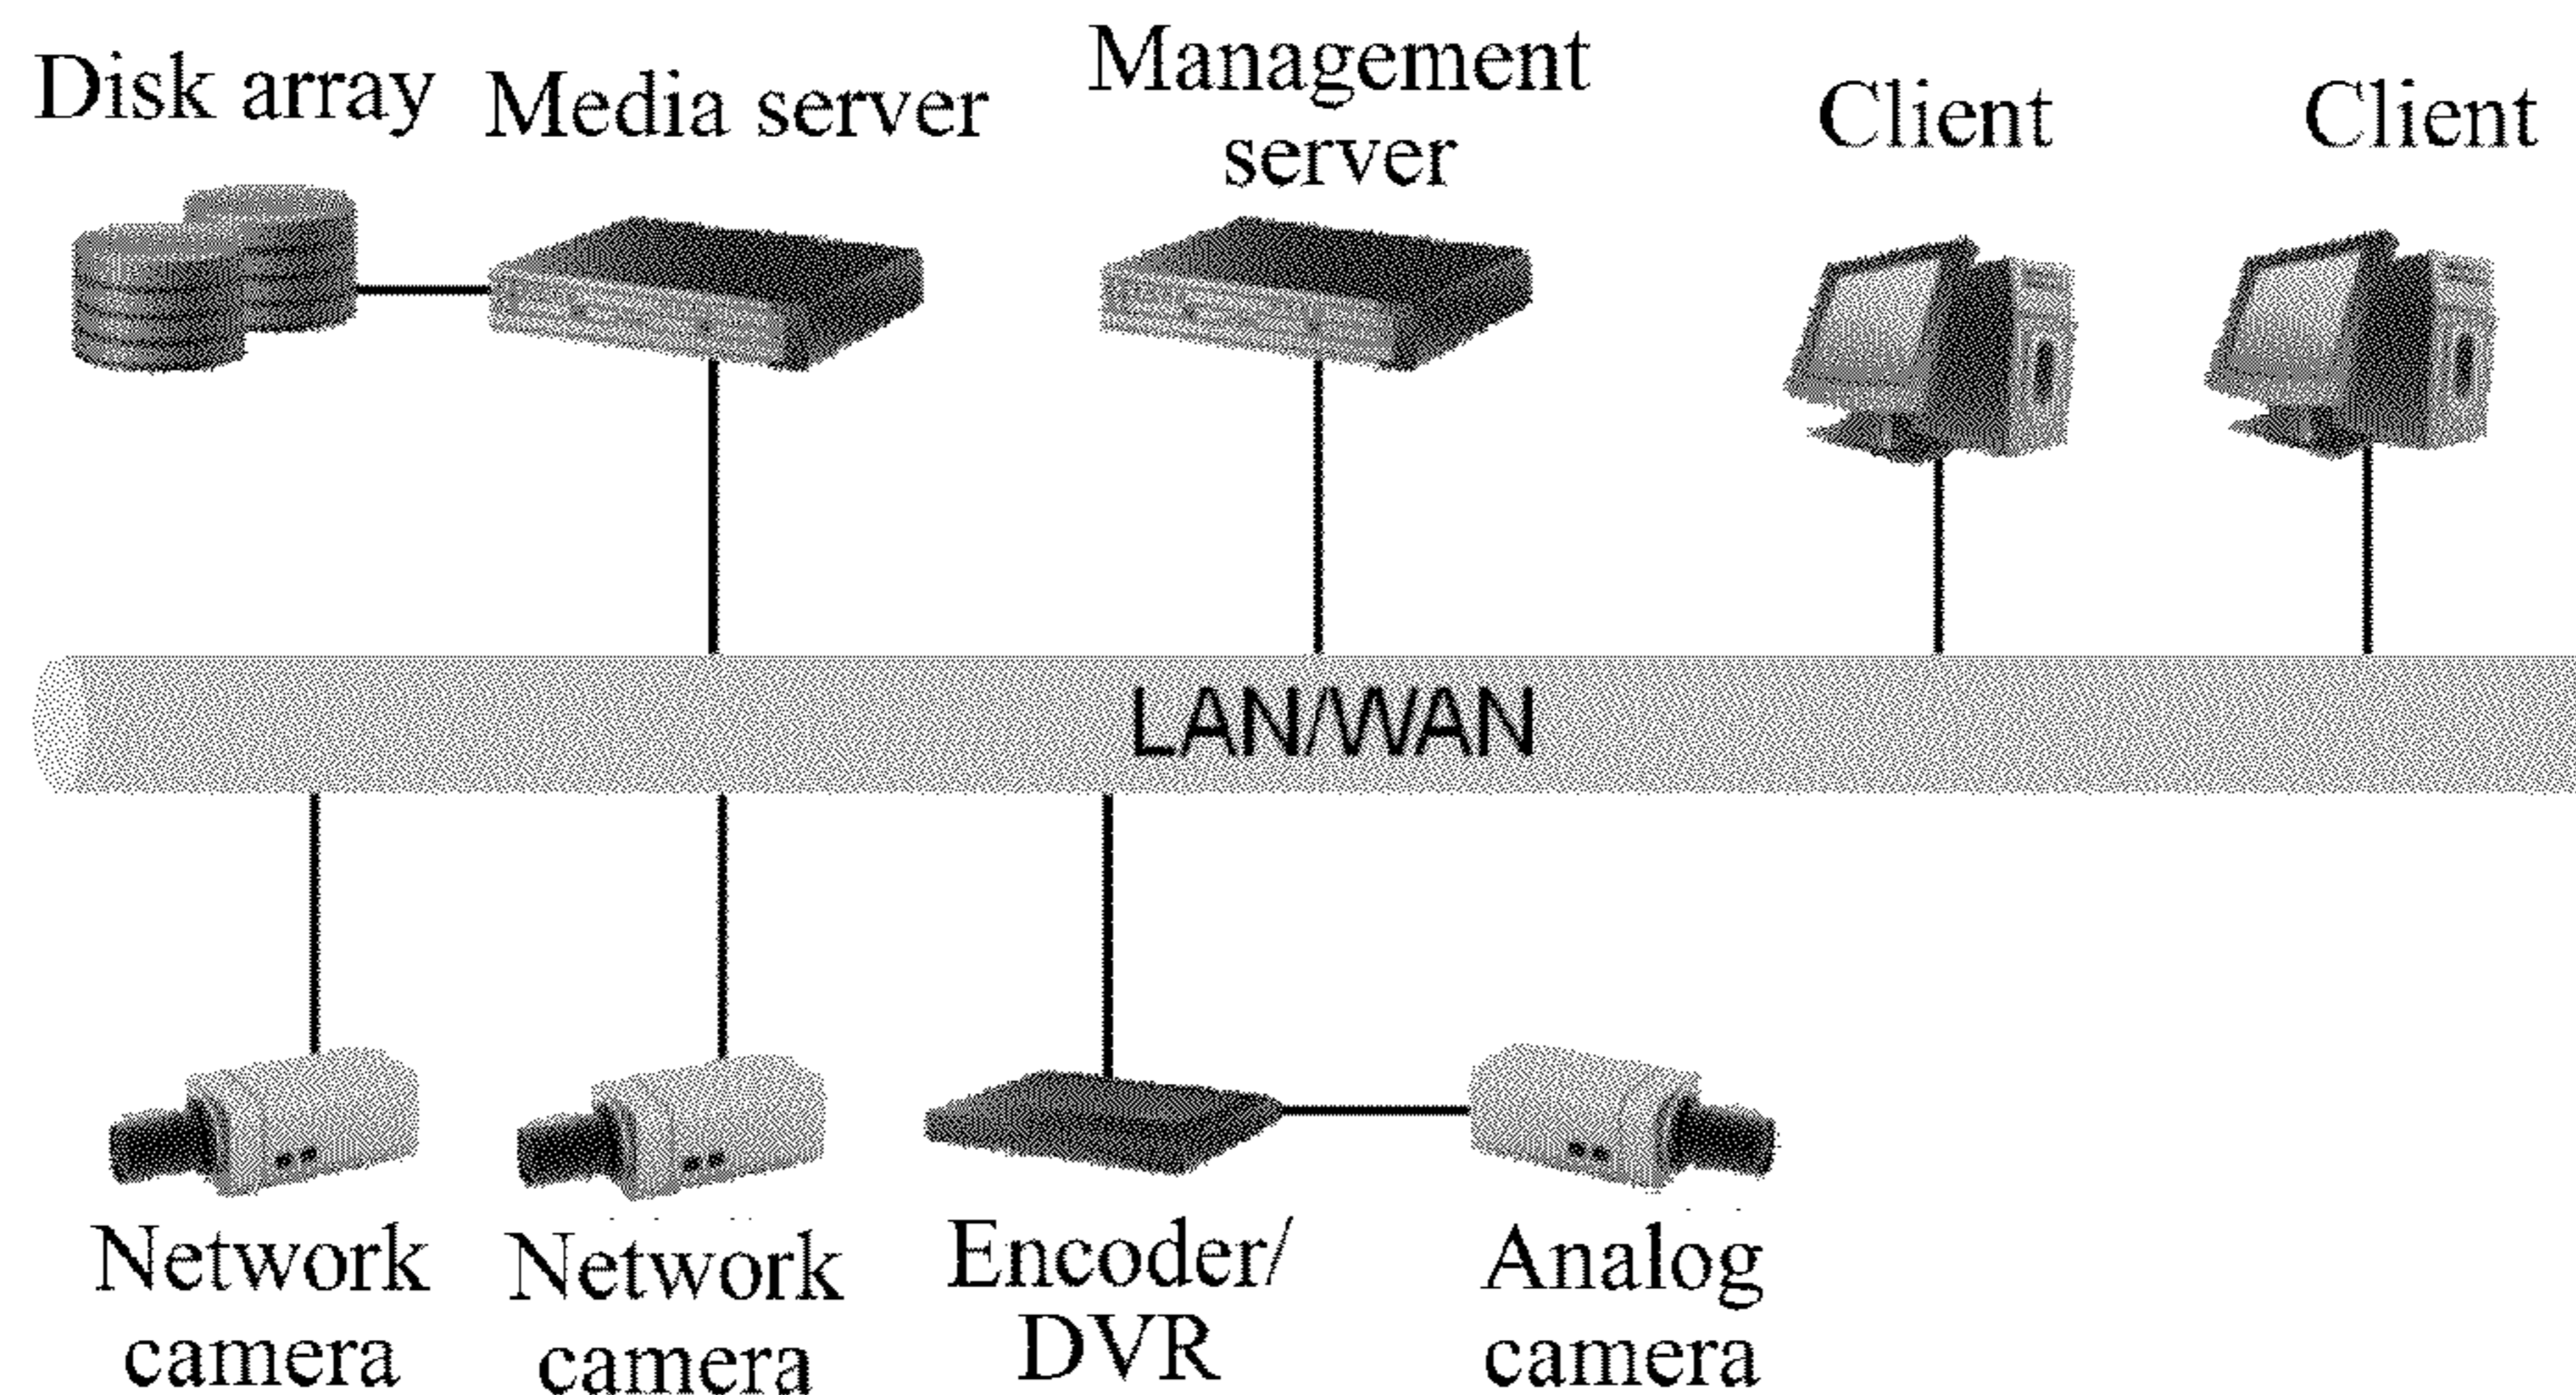 Disk array
Media server
Management
server
Client
Client
LAN/WAN
Network
camera
Network
camera
Encoder/
DVR
Analog
camera